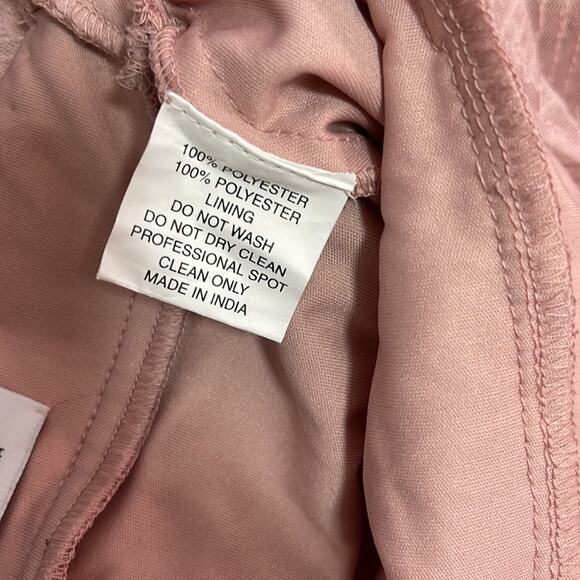 100% POLYESTER
100% POLYESTER
LINING
DO NOT WASH
DO NOT DRY CLEAN
PROFESSIONAL SPOT
CLEAN ONLY
MADE IN INDIA